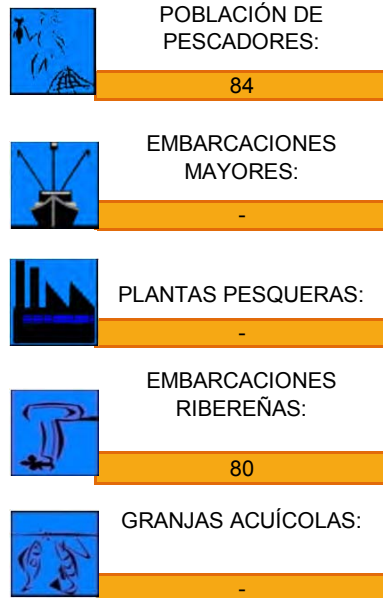 POBLACIÓN DE
PESCADORES:
84
EMBARCACIONES
MAYORES:
-
PLANTAS PESQUERAS:
-
EMBARCACIONES
RIBEREÑAS:
80
GRANJAS ACUÍCOLAS:
-